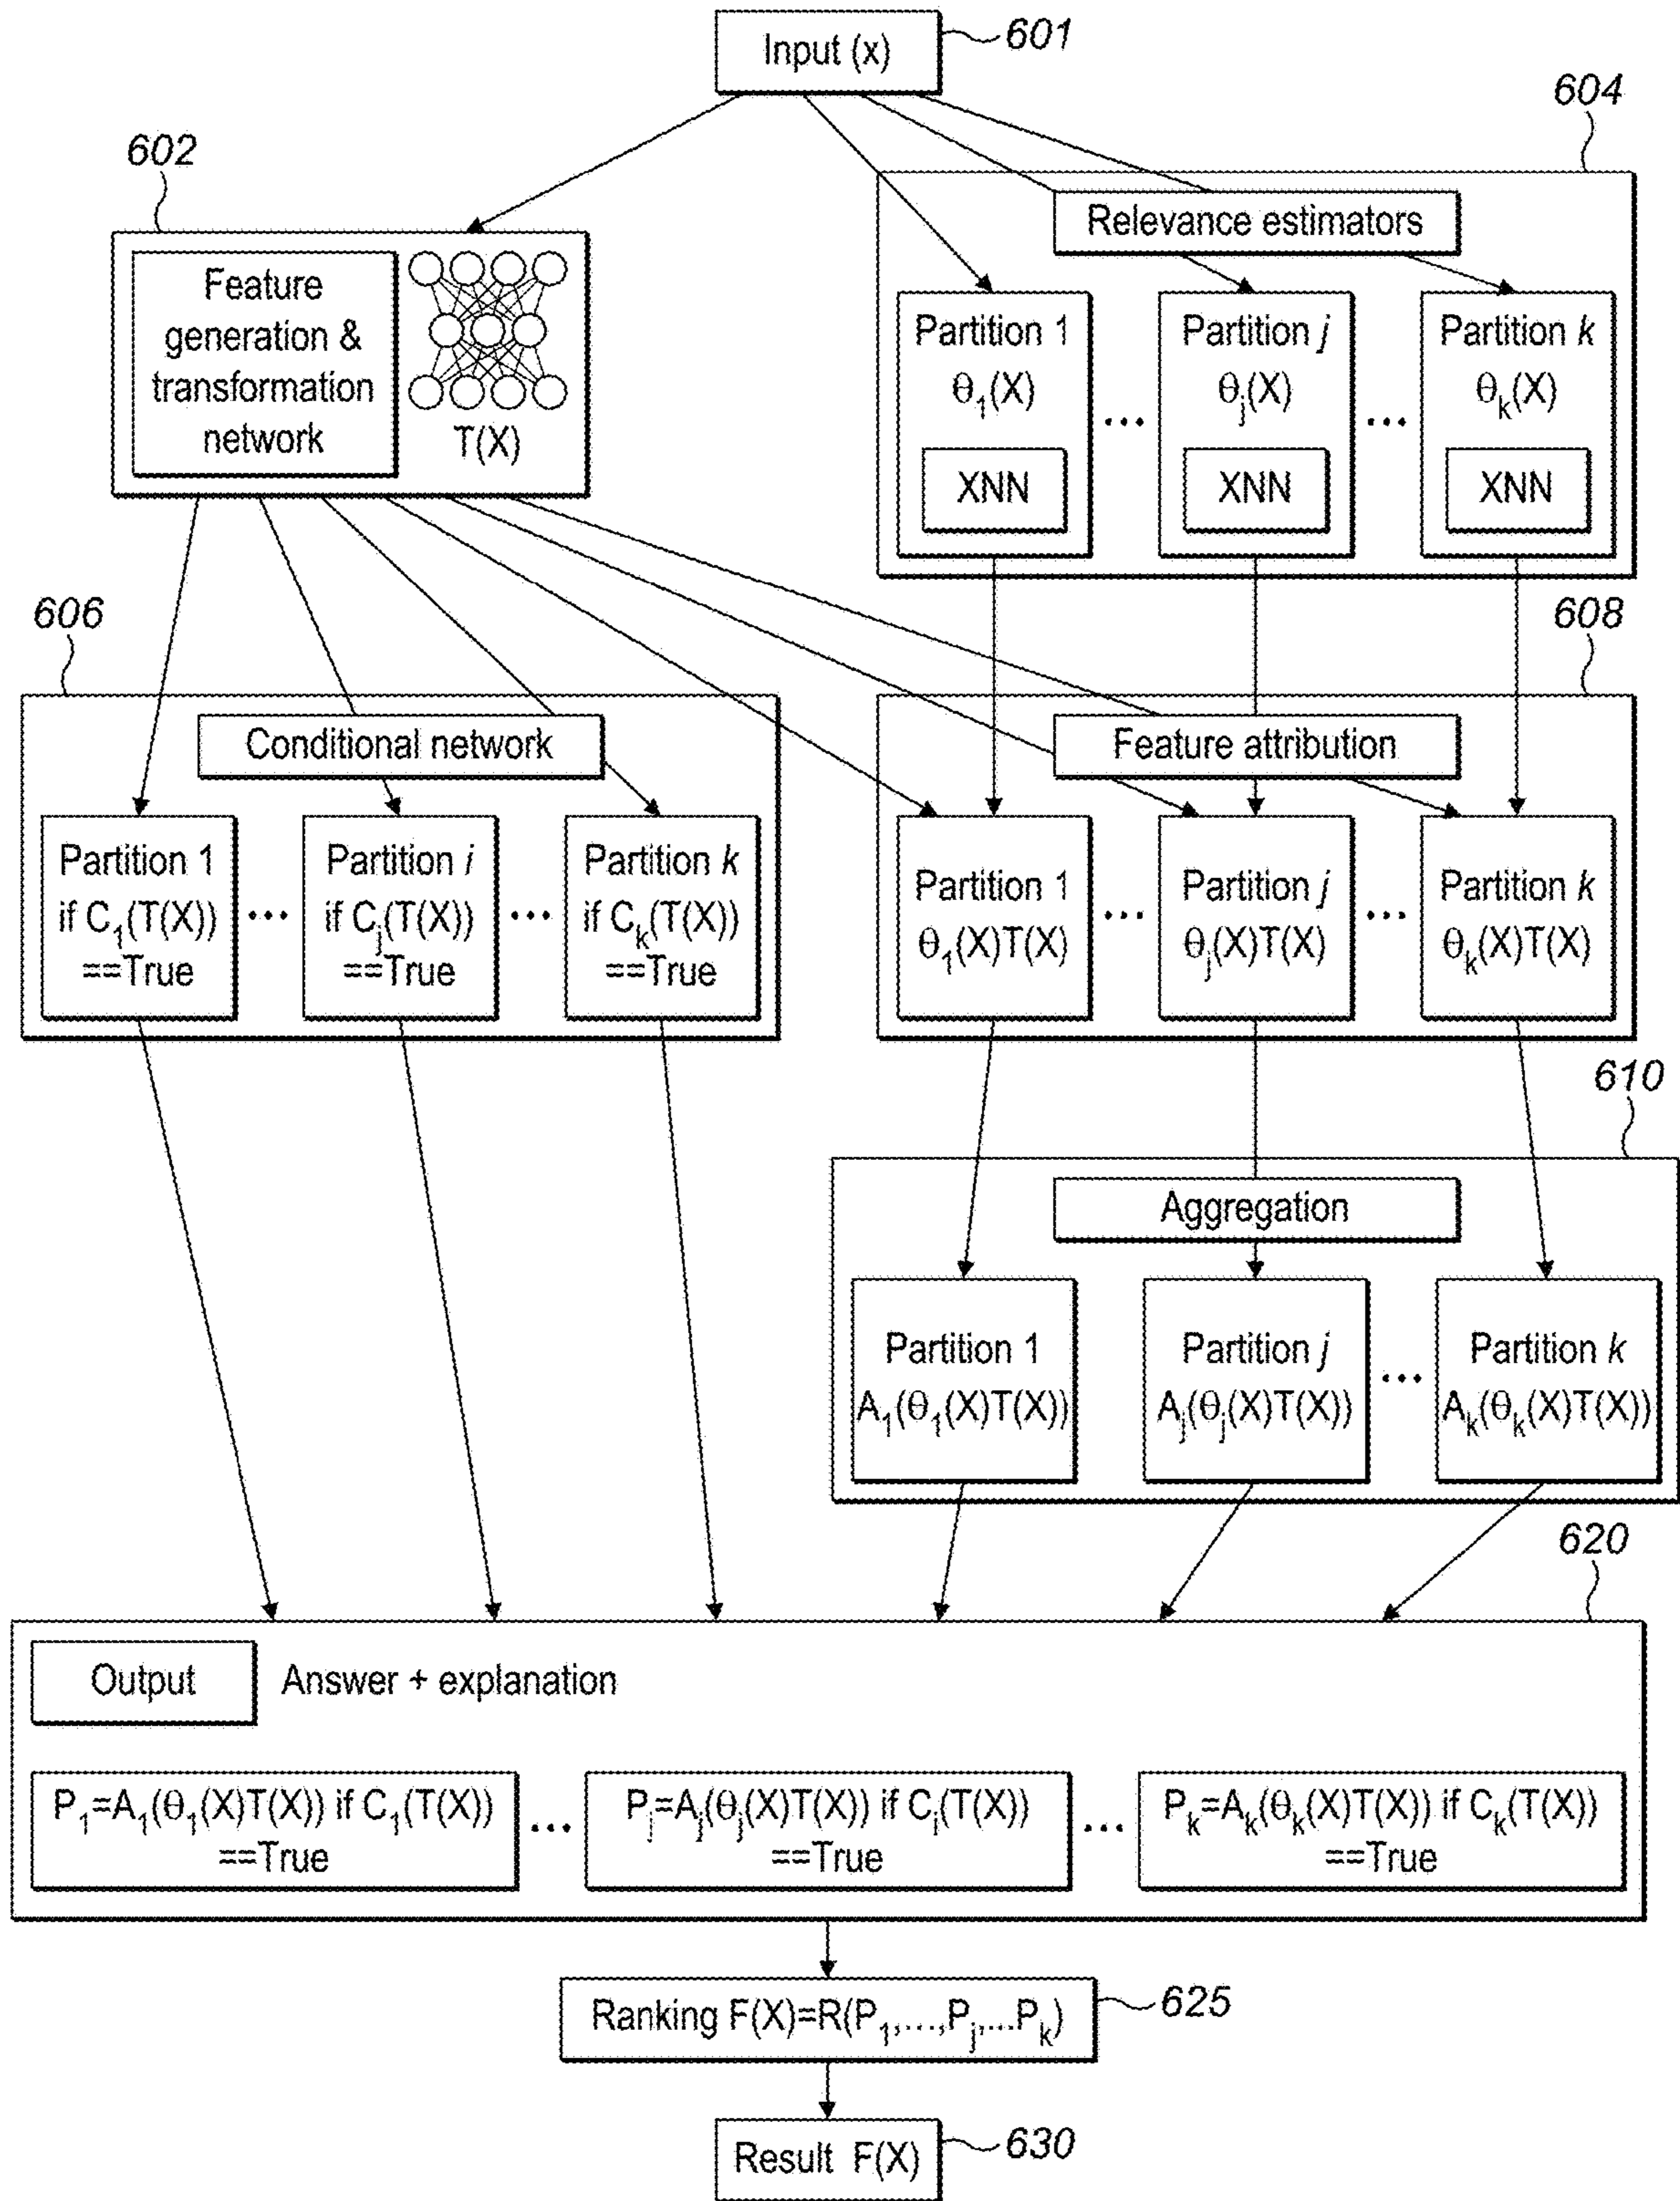 Input (x)
601
604
602
Relevance estimators
Feature
generation &
transformation
network
T(X)
Partition 1
θ₁(X)
XNN
...
Partition j
θⱼ(X)
XNN
...
Partition k
θₖ(X)
XNN
606
608
Conditional network
Feature attribution
Partition 1
if C₁(T(X))
==True
...
Partition i
if Cⱼ(T(X))
==True
...
Partition k
if Cₖ(T(X))
==True
Partition 1
θ₁(X)T(X)
...
Partition j
θⱼ(X)T(X)
...
Partition k
θₖ(X)T(X)
610
Aggregation
Partition 1
A₁(θ₁(X)T(X))
Partition j
Aⱼ(θⱼ(X)T(X))
...
Partition k
Aₖ(θₖ(X)T(X))
620
Output
Answer + explanation
P₁=A₁(θ₁(X)T(X)) if C₁(T(X))
==True
...
Pⱼ=Aⱼ(θⱼ(X)T(X)) if Cᵢ(T(X))
==True
...
Pₖ=Aₖ(θₖ(X)T(X)) if Cₖ(T(X))
==True
Ranking F(X)=R(P₁,...,Pⱼ,...Pₖ)
625
Result F(X)
630